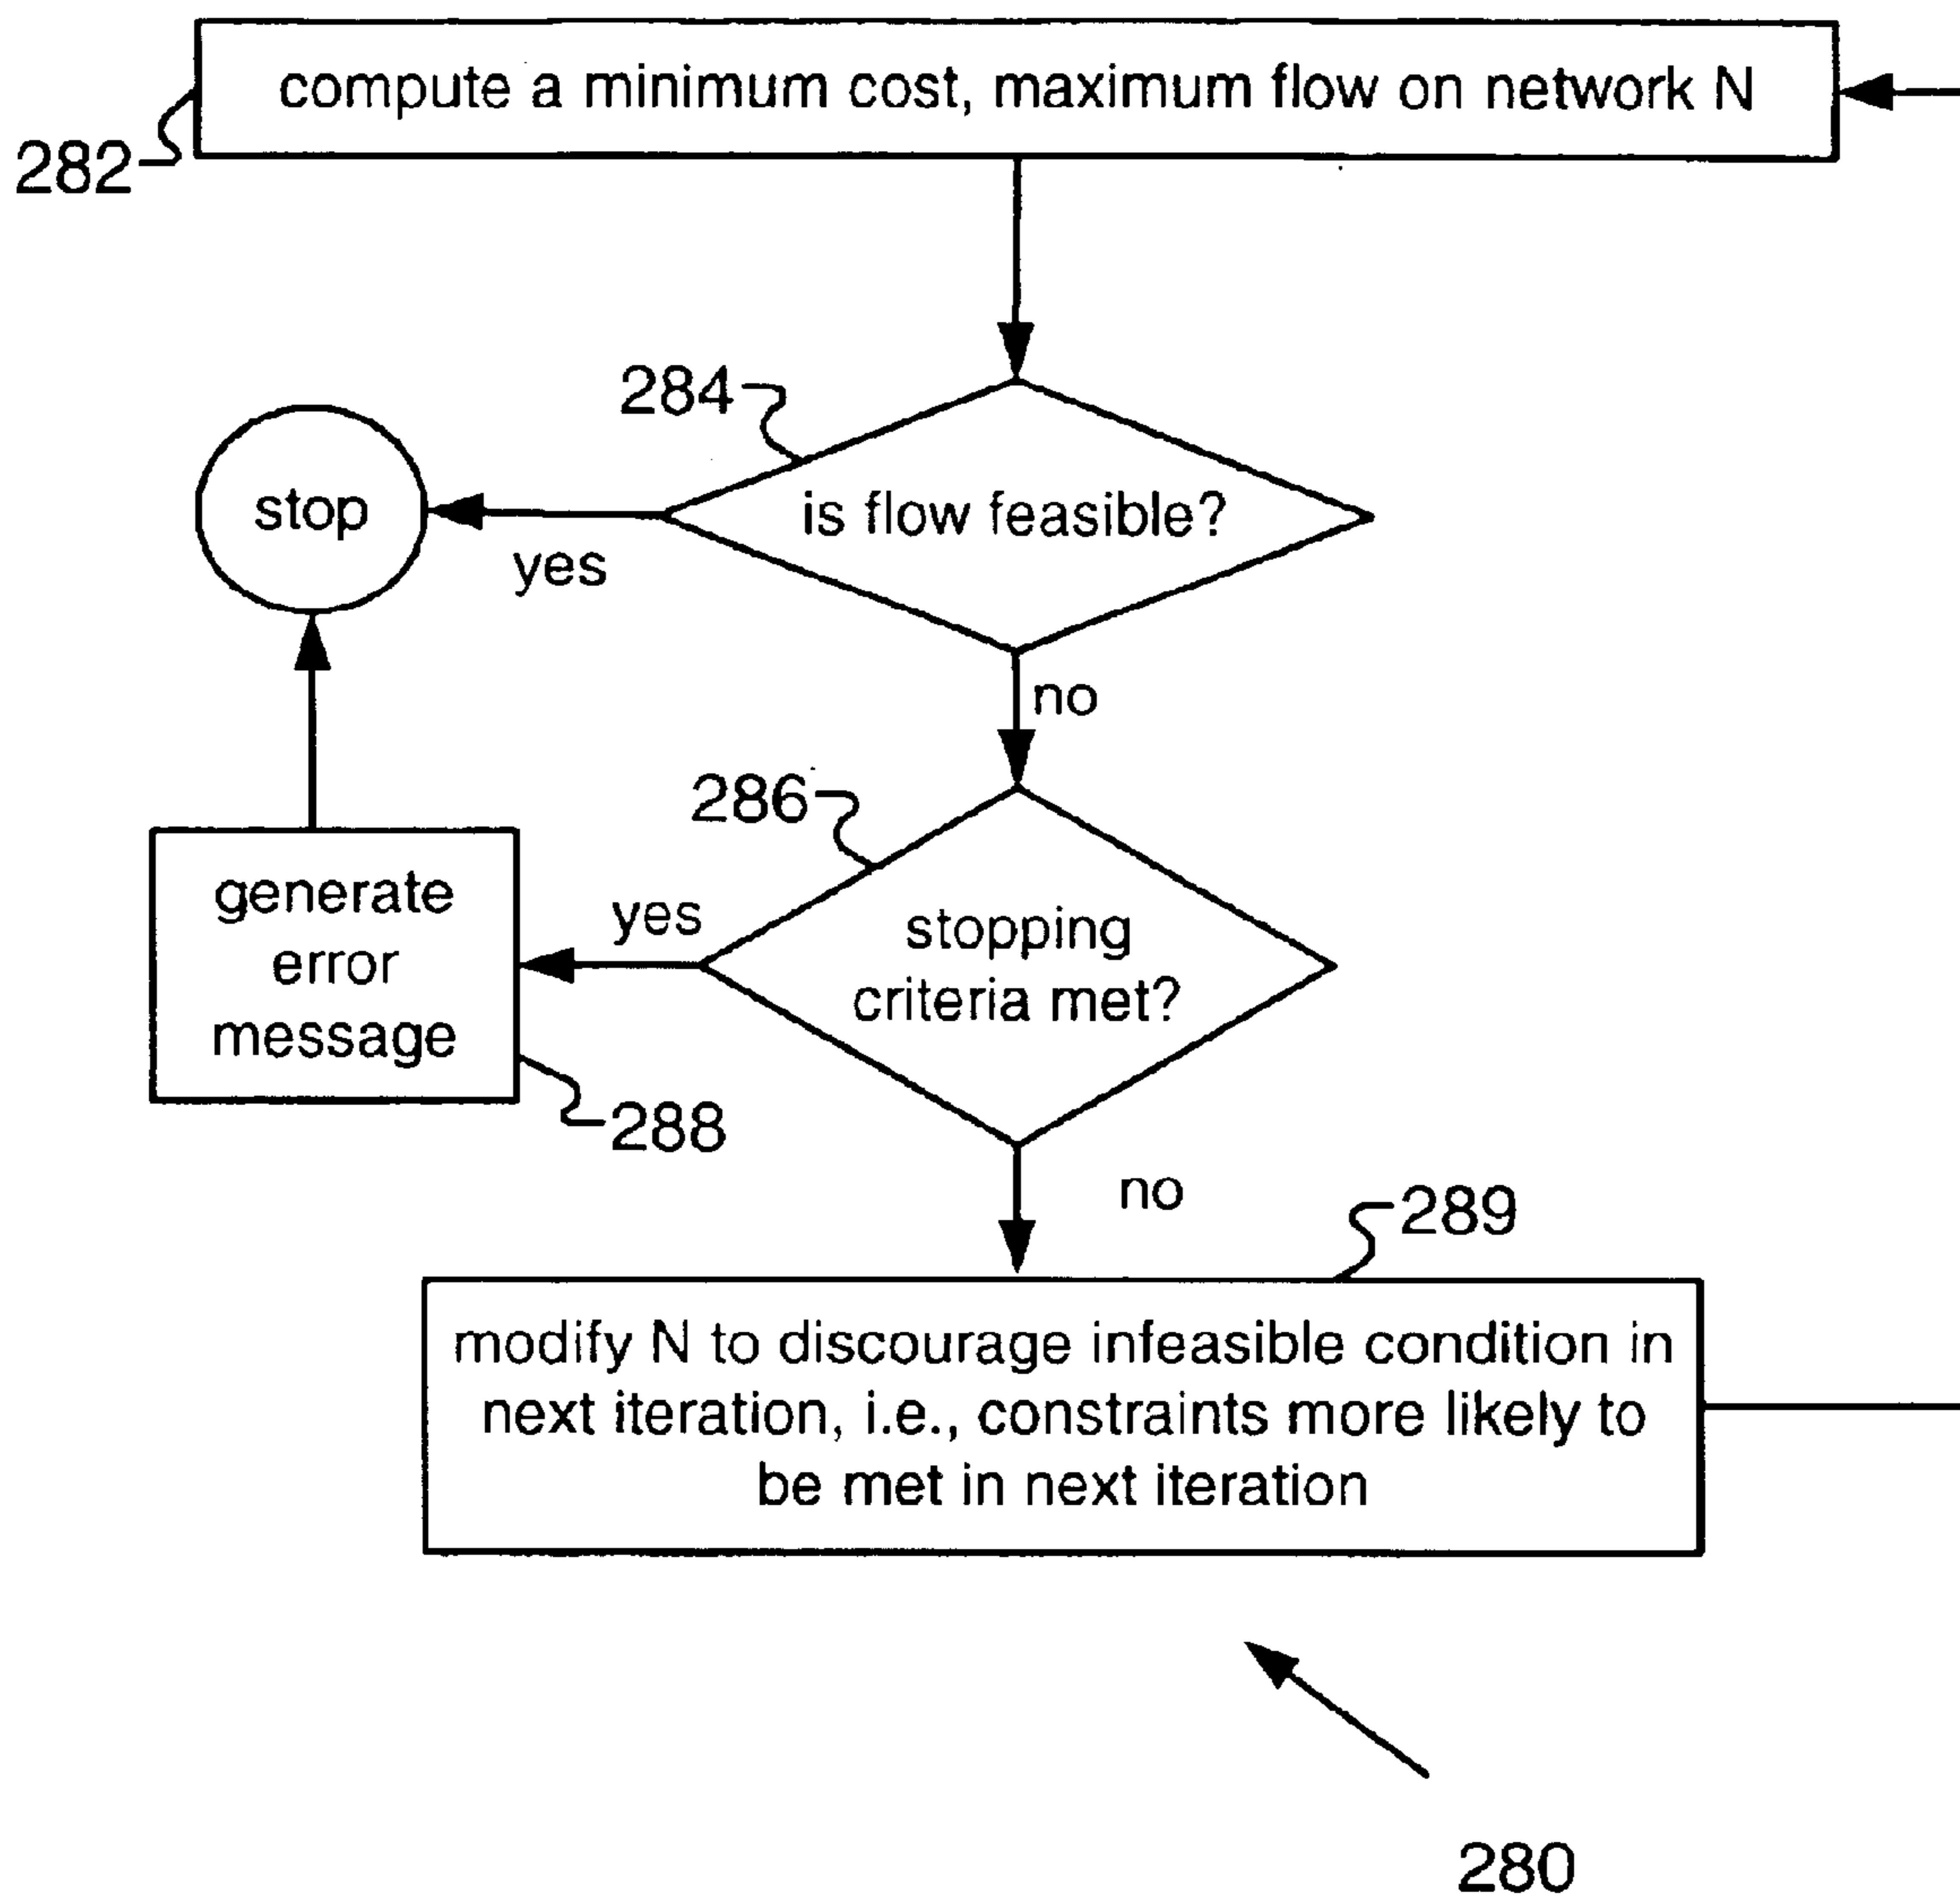 compute a minimum cost, maximum flow on network N
282
284
is flow feasible?
stop
yes
no
286
stopping
criteria met?
yes
generate
error
message
288
no
289
modify N to discourage infeasible condition in
next iteration, i.e., constraints more likely to
be met in next iteration
280